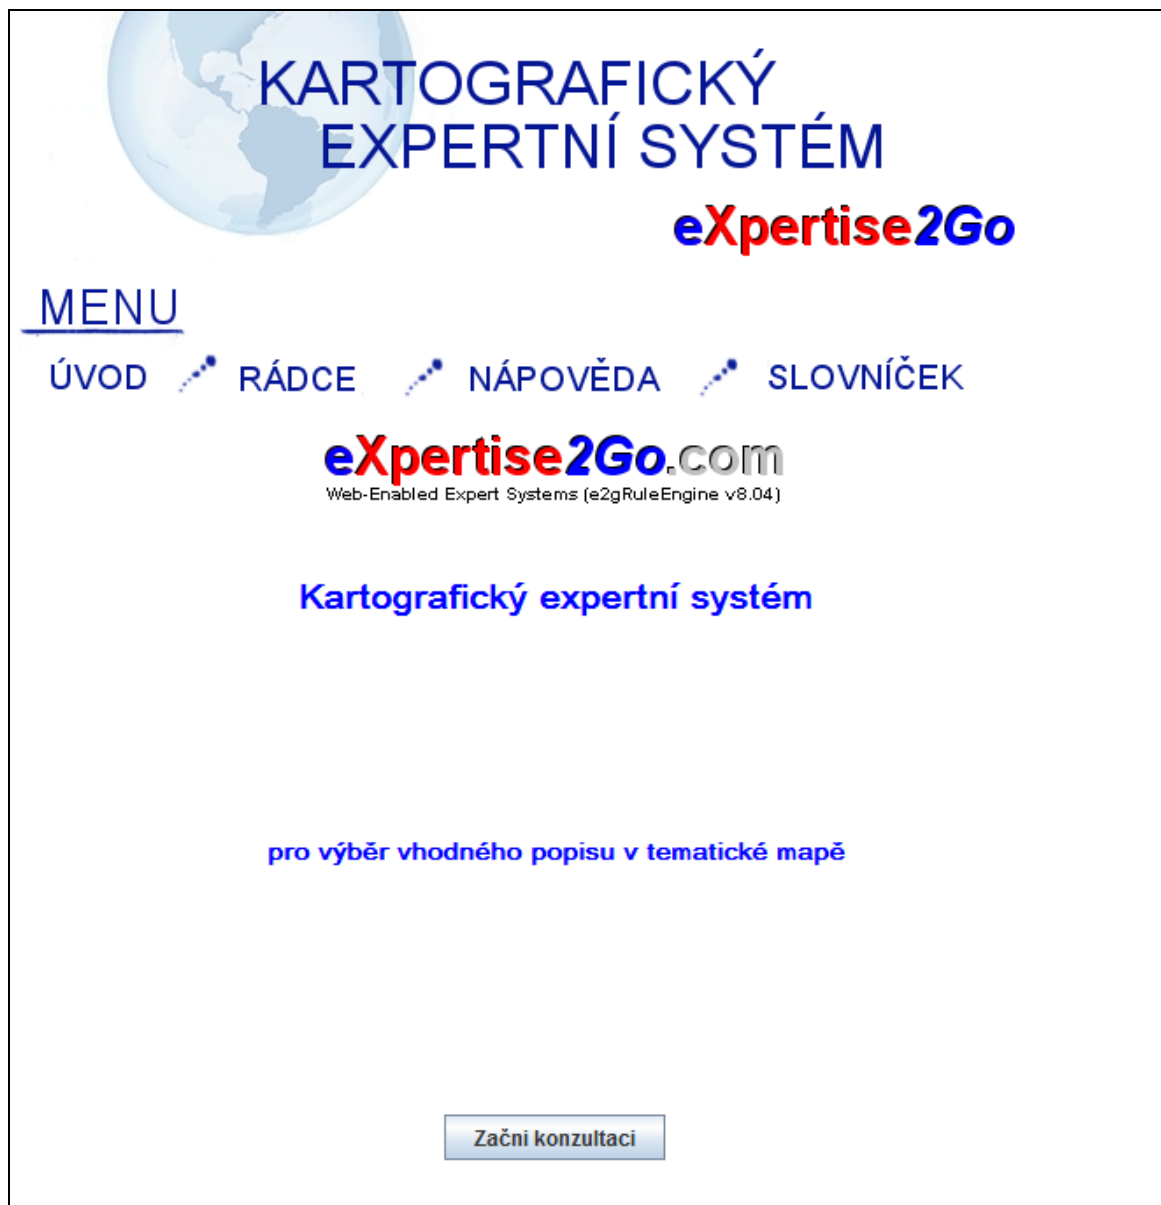 KARTOGRAFICKÝ
EXPERTNÍ SYSTÉM
eXpertise2Go
MENU
ÚVOD RÁDCE NÁPOVĚDA SLOVNÍČEK
eXpertise2Go.com
Web-Enabled Expert Systems (e2gRuleEngine v8.04)
Kartografický expertní systém
pro výběr vhodného popisu v tematické mapě
Začni konzultaci